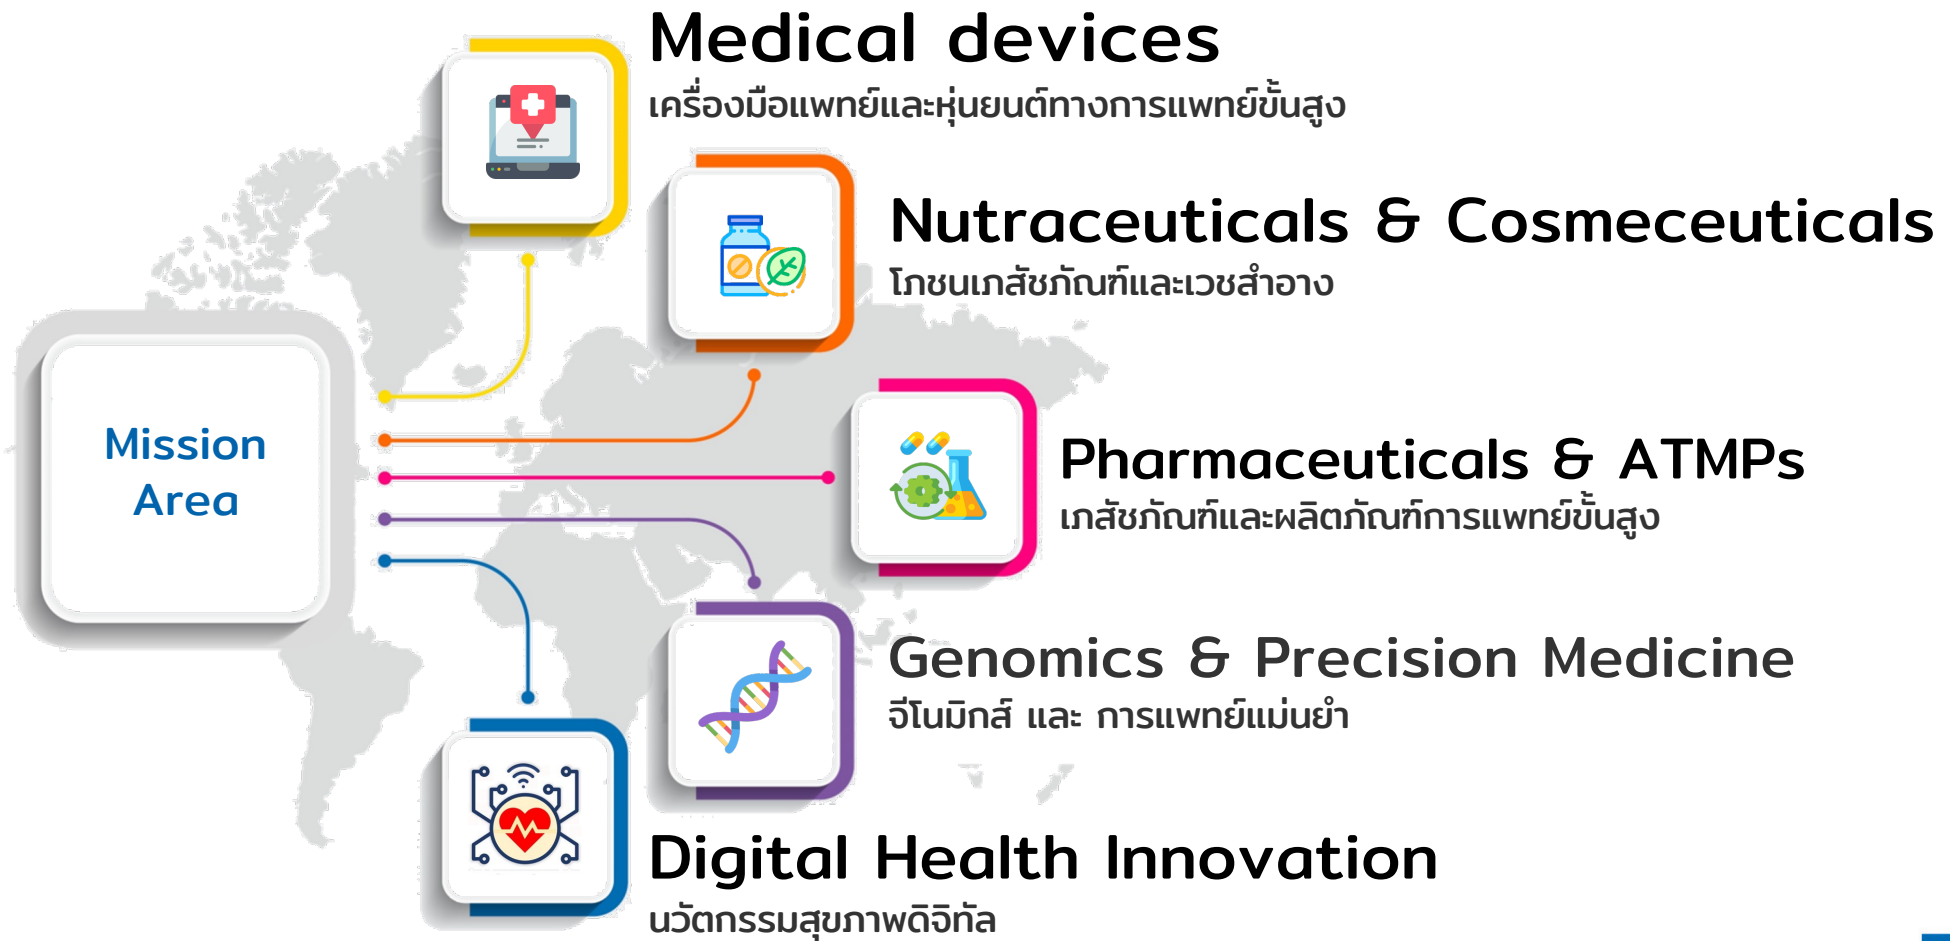 Medical devices
เครื่องมือแพทย์และหุ่นยนต์ทางการแพทย์ขั้นสูง
Nutraceuticals & Cosmeceuticals
โภชนเภสัชภัณฑ์และเวชสำอาง
Mission
Area
Pharmaceuticals & ATMPs
เภสัชภัณฑ์และผลิตภัณฑ์การแพทย์ขั้นสูง
Genomics & Precision Medicine
จีโนมิกส์ และ การแพทย์แม่นยำ
Digital Health Innovation
นวัตกรรมสุขภาพดิจิทัล